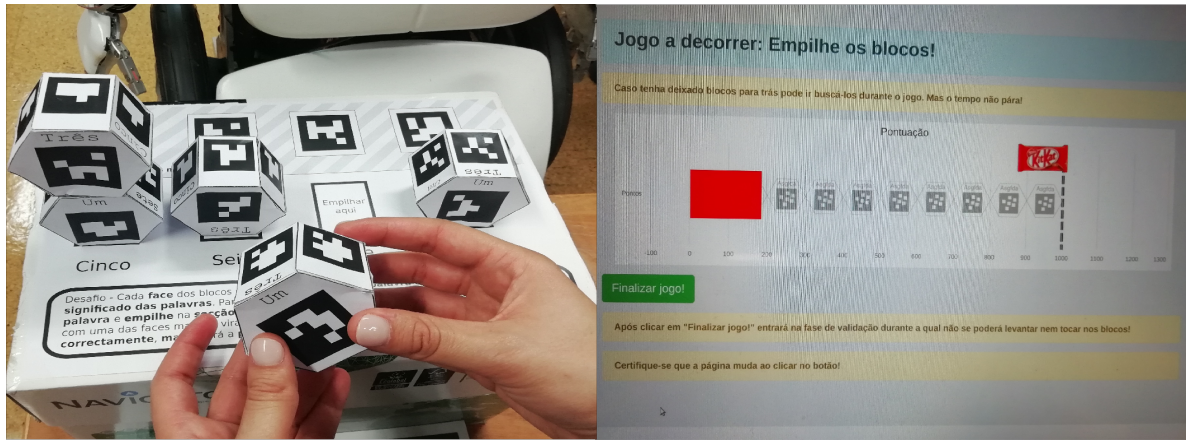 Três
Um
Três
Três
Um
Empilhar
aqui
Cinco
Três
Um
Desafio - Cada face dos blocos
significado das palavras. Par
palavra e empilhe na secção
com uma das faces ma
correctamente, ma
Jogo a decorrer: Empilhe os blocos!
Caso tenha deixado blocos para trás pode ir buscá-los durante o jogo. Mas o tempo não pára!
Pontuação
KitKat
Pontos
-100 0 100 200 300 400 500 600 700 800 900 1000 1100 1200 1300
Finalizar jogo!
Após clicar em "Finalizar jogo!" entrará na fase de validação durante a qual não se poderá levantar nem tocar nos blocos!
Certifique-se que a página muda ao clicar no botão!